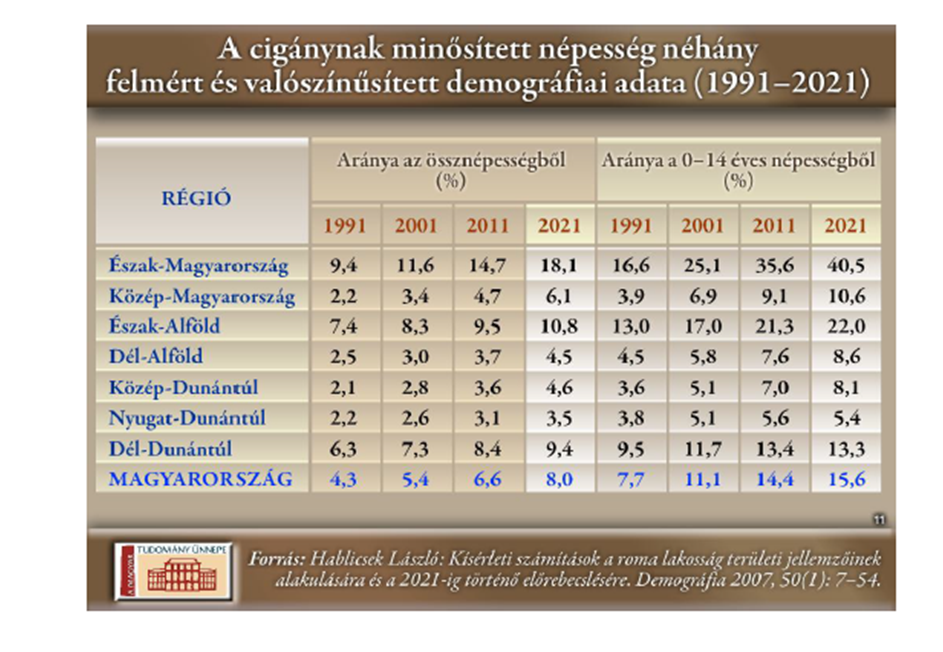 A cigánynak minősített népesség néhány
felmért és valószínűsített demográfiai adata (1991–2021)
RÉGIÓ
Aránya az össznépességből
(%)
Aránya a 0–14 éves népességből
(%)
1991 2001 2011 2021 1991 2001 2011 2021
Észak-Magyarország 9,4 11,6 14,7 18,1 16,6 25,1 35,6 40,5
Közép-Magyarország 2,2 3,4 4,7 6,1 3,9 6,9 9,1 10,6
Észak-Alföld 7,4 8,3 9,5 10,8 13,0 17,0 21,3 22,0
Dél-Alföld 2,5 3,0 3,7 4,5 4,5 5,8 7,6 8,6
Közép-Dunántúl 2,1 2,8 3,6 4,6 3,6 5,1 7,0 8,1
Nyugat-Dunántúl 2,2 2,6 3,1 3,5 3,8 5,1 5,6 5,4
Dél-Dunántúl 6,3 7,3 8,4 9,4 9,5 11,7 13,4 13,3
MAGYARORSZÁG 4,3 5,4 6,6 8,0 7,7 11,1 14,4 15,6
11
TUDOMÁNY ÜNNEPE
A MAGYAR
Forrás: Hablicsek László: Kísérleti számítások a roma lakosság területi jellemzőinek
alakulására és a 2021-ig történő előrebecslésére. Demográfia 2007, 50(1): 7–54.